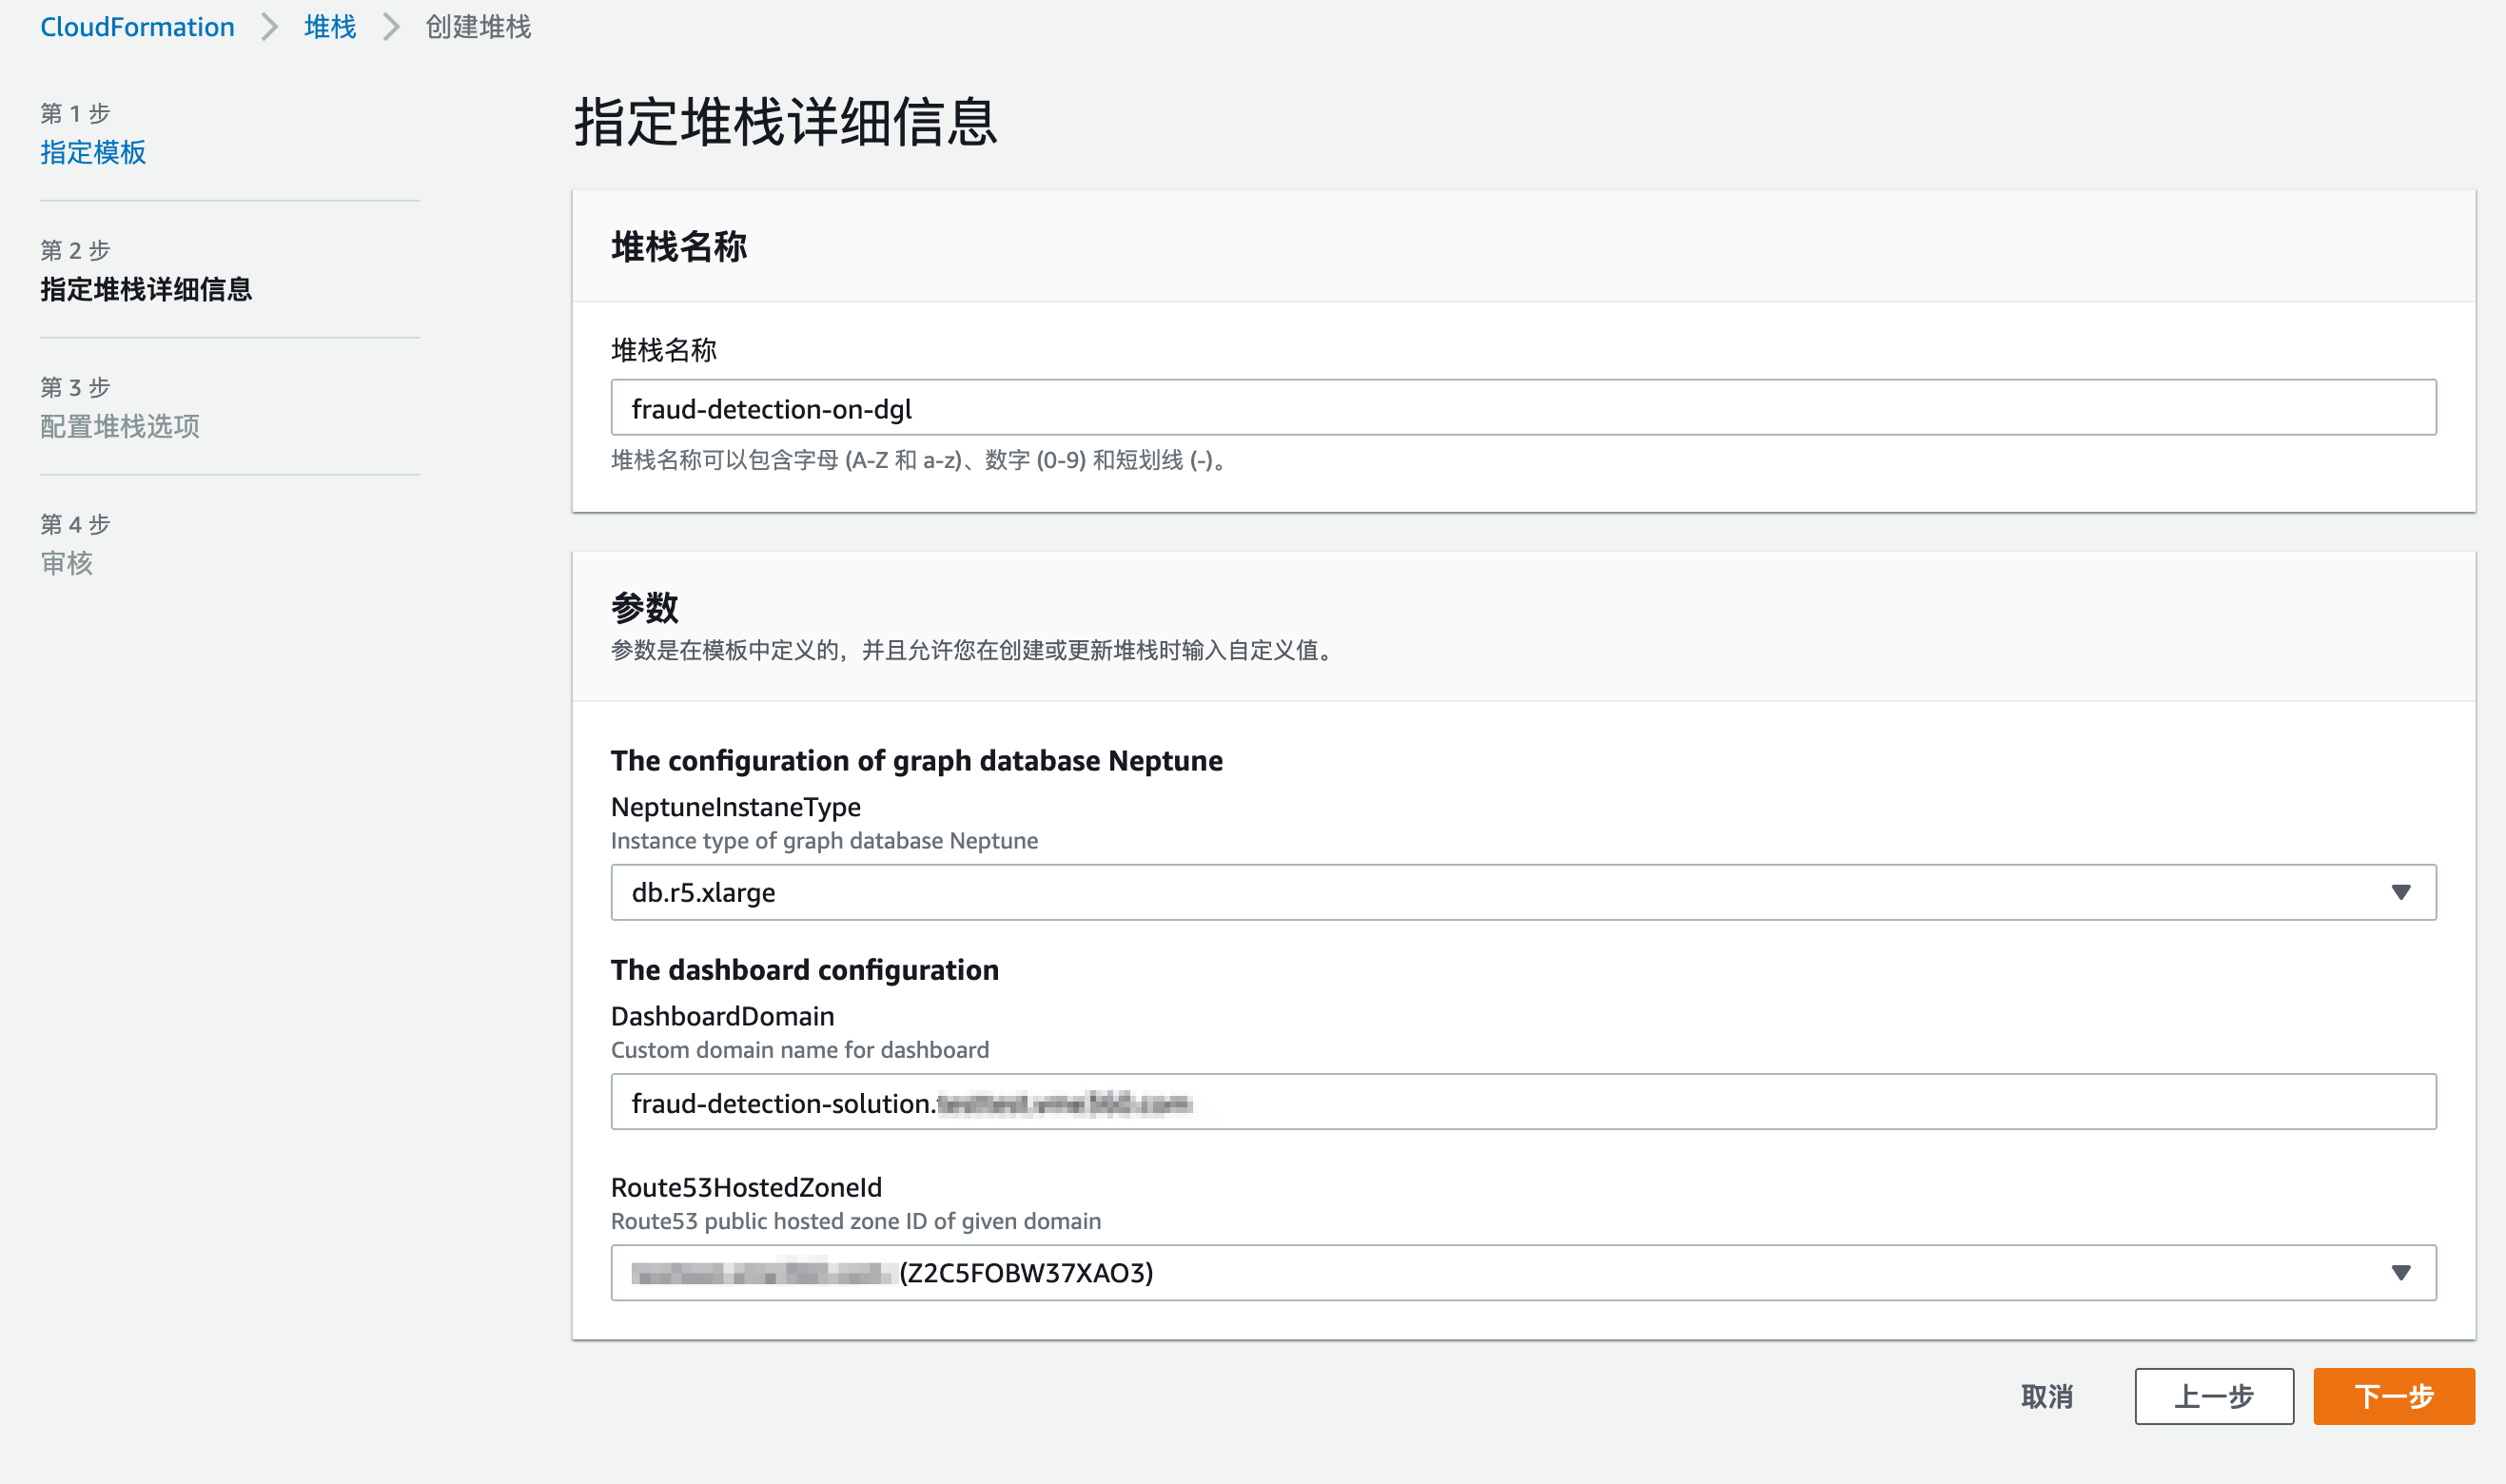 CloudFormation > 堆栈 > 创建堆栈
第 1 步
指定模板
第 2 步
指定堆栈详细信息
第 3 步
配置堆栈选项
第 4 步
审核
指定堆栈详细信息
堆栈名称
堆栈名称
fraud-detection-on-dgl
堆栈名称可以包含字母 (A-Z 和 a-z)、数字 (0-9) 和短划线 (-)。
参数
参数是在模板中定义的，并且允许您在创建或更新堆栈时输入自定义值。
The configuration of graph database Neptune
NeptuneInstaneType
Instance type of graph database Neptune
db.r5.xlarge
The dashboard configuration
DashboardDomain
Custom domain name for dashboard
fraud-detection-solution.
Route53HostedZoneId
Route53 public hosted zone ID of given domain
(Z2C5FOBW37XAO3)
取消
上一步
下一步